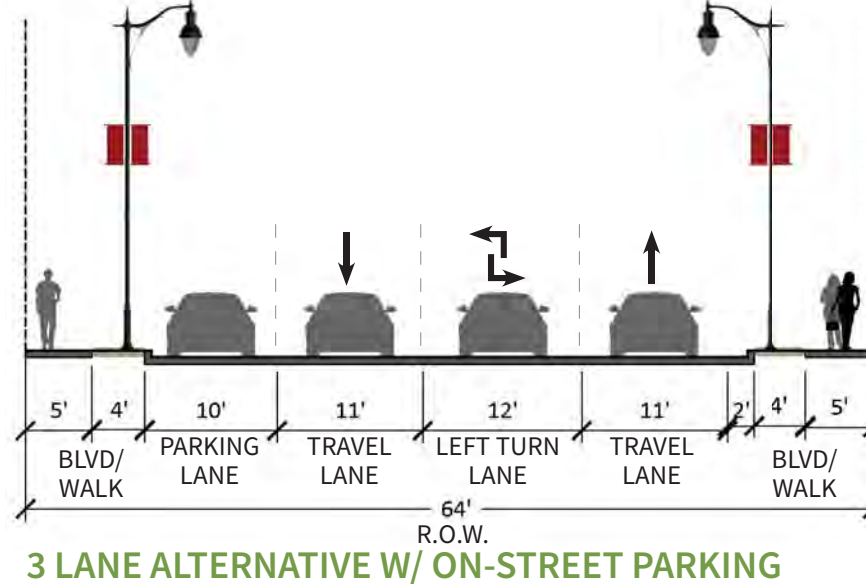 5' 4' 10' 11' 12' 11' 2' 4' 5'
BLVD/
WALK
PARKING
LANE
TRAVEL
LANE
LEFT TURN
LANE
TRAVEL
LANE
BLVD/
WALK
64'
R.O.W.
3 LANE ALTERNATIVE W/ ON-STREET PARKING